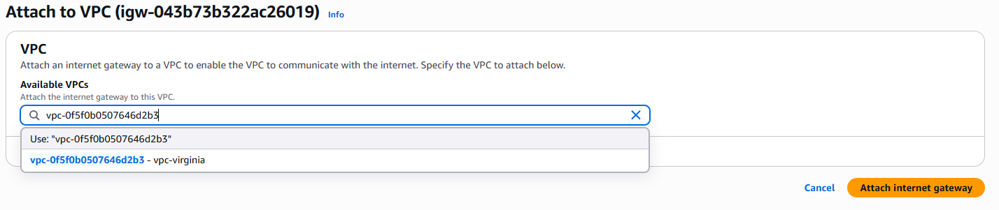 Attach to VPC (igw-043b73b322ac26019) Info
VPC
Attach an internet gateway to a VPC to enable the VPC to communicate with the internet. Specify the VPC to attach below.
Available VPCs
Attach the internet gateway to this VPC.
vpc-0f5f0b0507646d2b3
Use: "vpc-0f5f0b0507646d2b3"
vpc-0f5f0b0507646d2b3 - vpc-virginia
Cancel Attach internet gateway